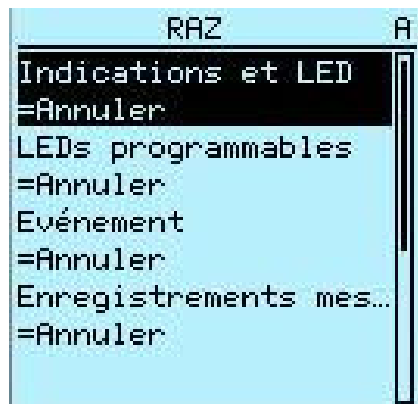 RAZ A
Indications et LED
=Annuler
LEDs programmables
=Annuler
Evénement
=Annuler
Enregistrements mes…
=Annuler